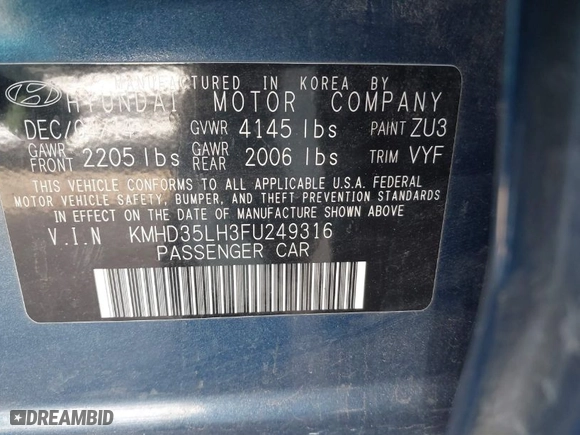 MANUFACTURED IN KOREA BY
HYUNDAI MOTOR COMPANY
DEC/ GVWR 4145 lbs PAINT ZU3
GAWR FRONT 2205 lbs GAWR REAR 2006 lbs TRIM VYF
THIS VEHICLE CONFORMS TO ALL APPLICABLE U.S.A. FEDERAL
MOTOR VEHICLE SAFETY, BUMPER, AND THEFT PREVENTION STANDARDS
IN EFFECT ON THE DATE OF MANUFACTURE SHOWN ABOVE.
V.I.N KMHD35LH3FU249316
PASSENGER CAR
DREAMBID